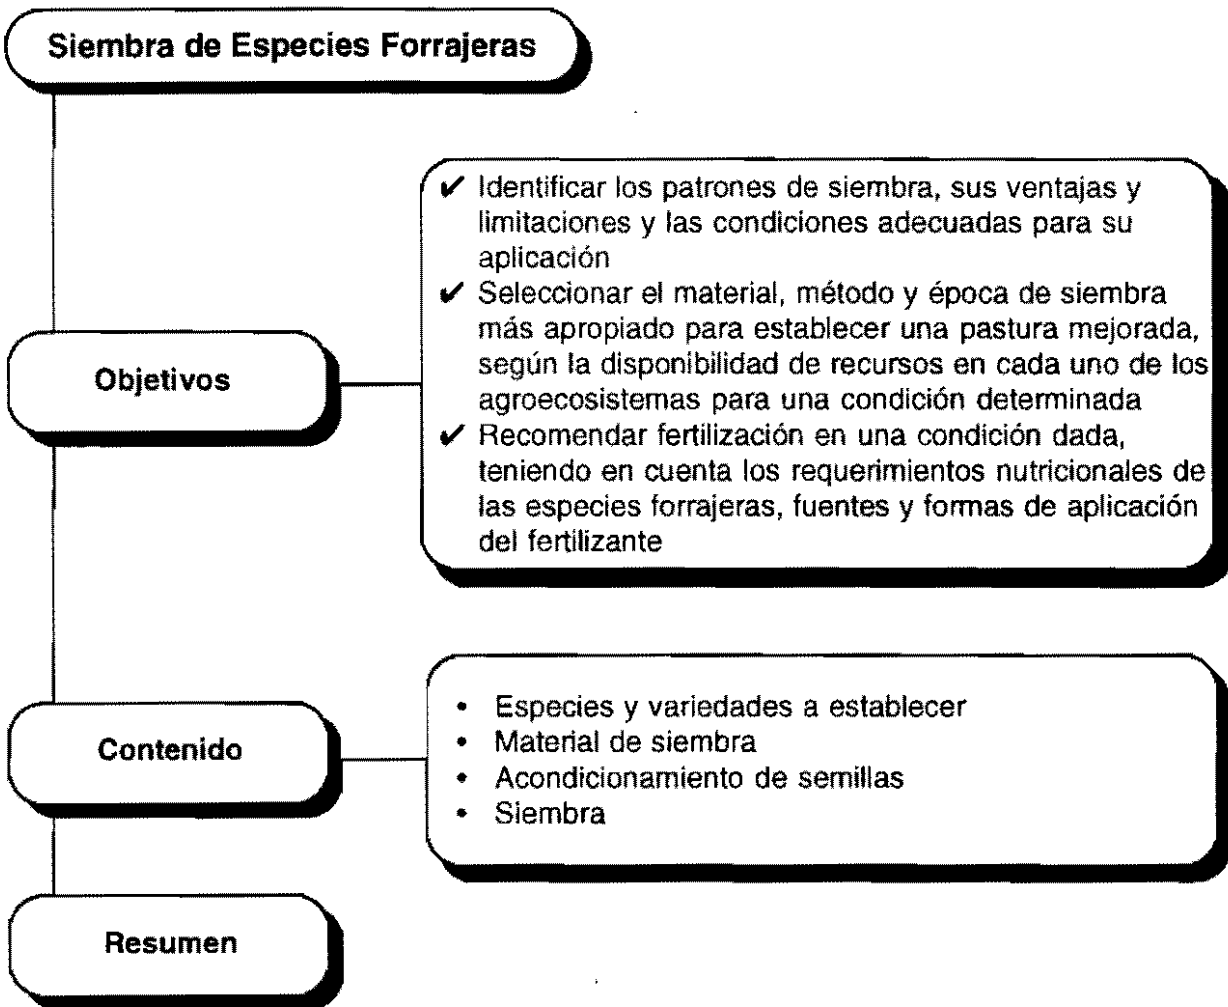 Siembra de Especies Forrajeras
✔ Identificar los patrones de siembra, sus ventajas y
limitaciones y las condiciones adecuadas para su
aplicación
✔ Seleccionar el material, método y época de siembra
más apropiado para establecer una pastura mejorada,
según la disponibilidad de recursos en cada uno de los
agroecosistemas para una condición determinada
✔ Recomendar fertilización en una condición dada,
teniendo en cuenta los requerimientos nutricionales de
las especies forrajeras, fuentes y formas de aplicación
del fertilizante
Objetivos
• Especies y variedades a establecer
• Material de siembra
• Acondicionamiento de semillas
• Siembra
Contenido
Resumen